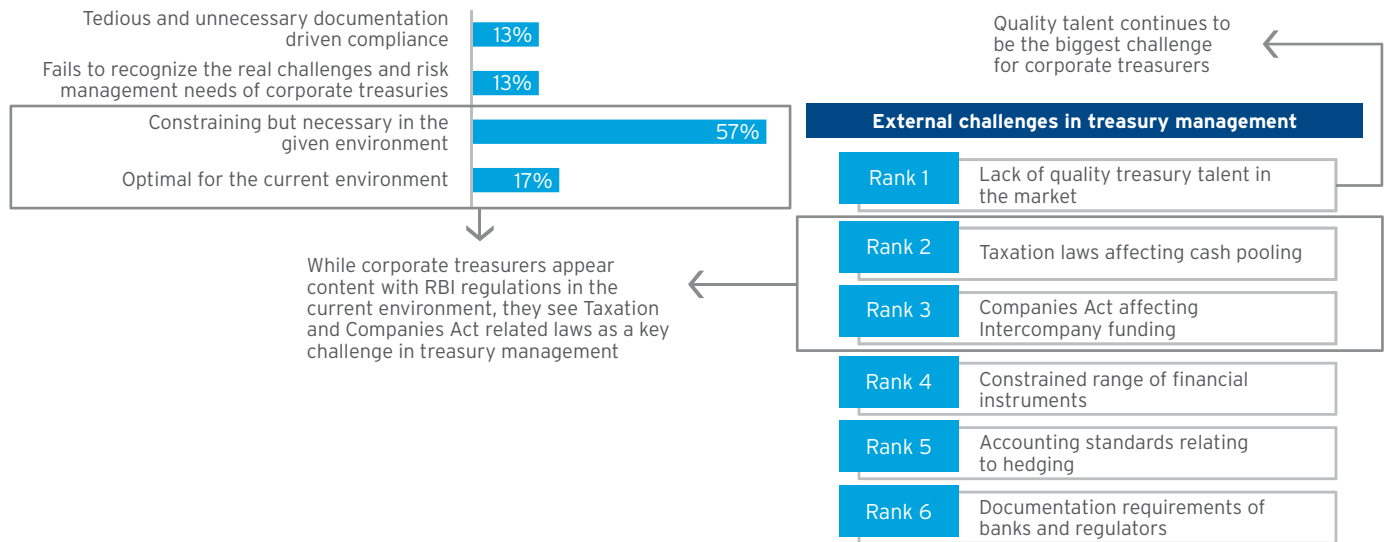 Tedious and unnecessary documentation
driven compliance
13%
Fails to recognize the real challenges and risk
management needs of corporate treasuries
13%
Constraining but necessary in the
given environment
57%
Optimal for the current environment
17%
While corporate treasurers appear
content with RBI regulations in the
current environment, they see Taxation
and Companies Act related laws as a key
challenge in treasury management
Quality talent continues to
be the biggest challenge
for corporate treasurers
External challenges in treasury management
Rank 1
Lack of quality treasury talent in
the market
Rank 2
Taxation laws affecting cash pooling
Rank 3
Companies Act affecting
Intercompany funding
Rank 4
Constrained range of financial
instruments
Rank 5
Accounting standards relating
to hedging
Rank 6
Documentation requirements of
banks and regulators